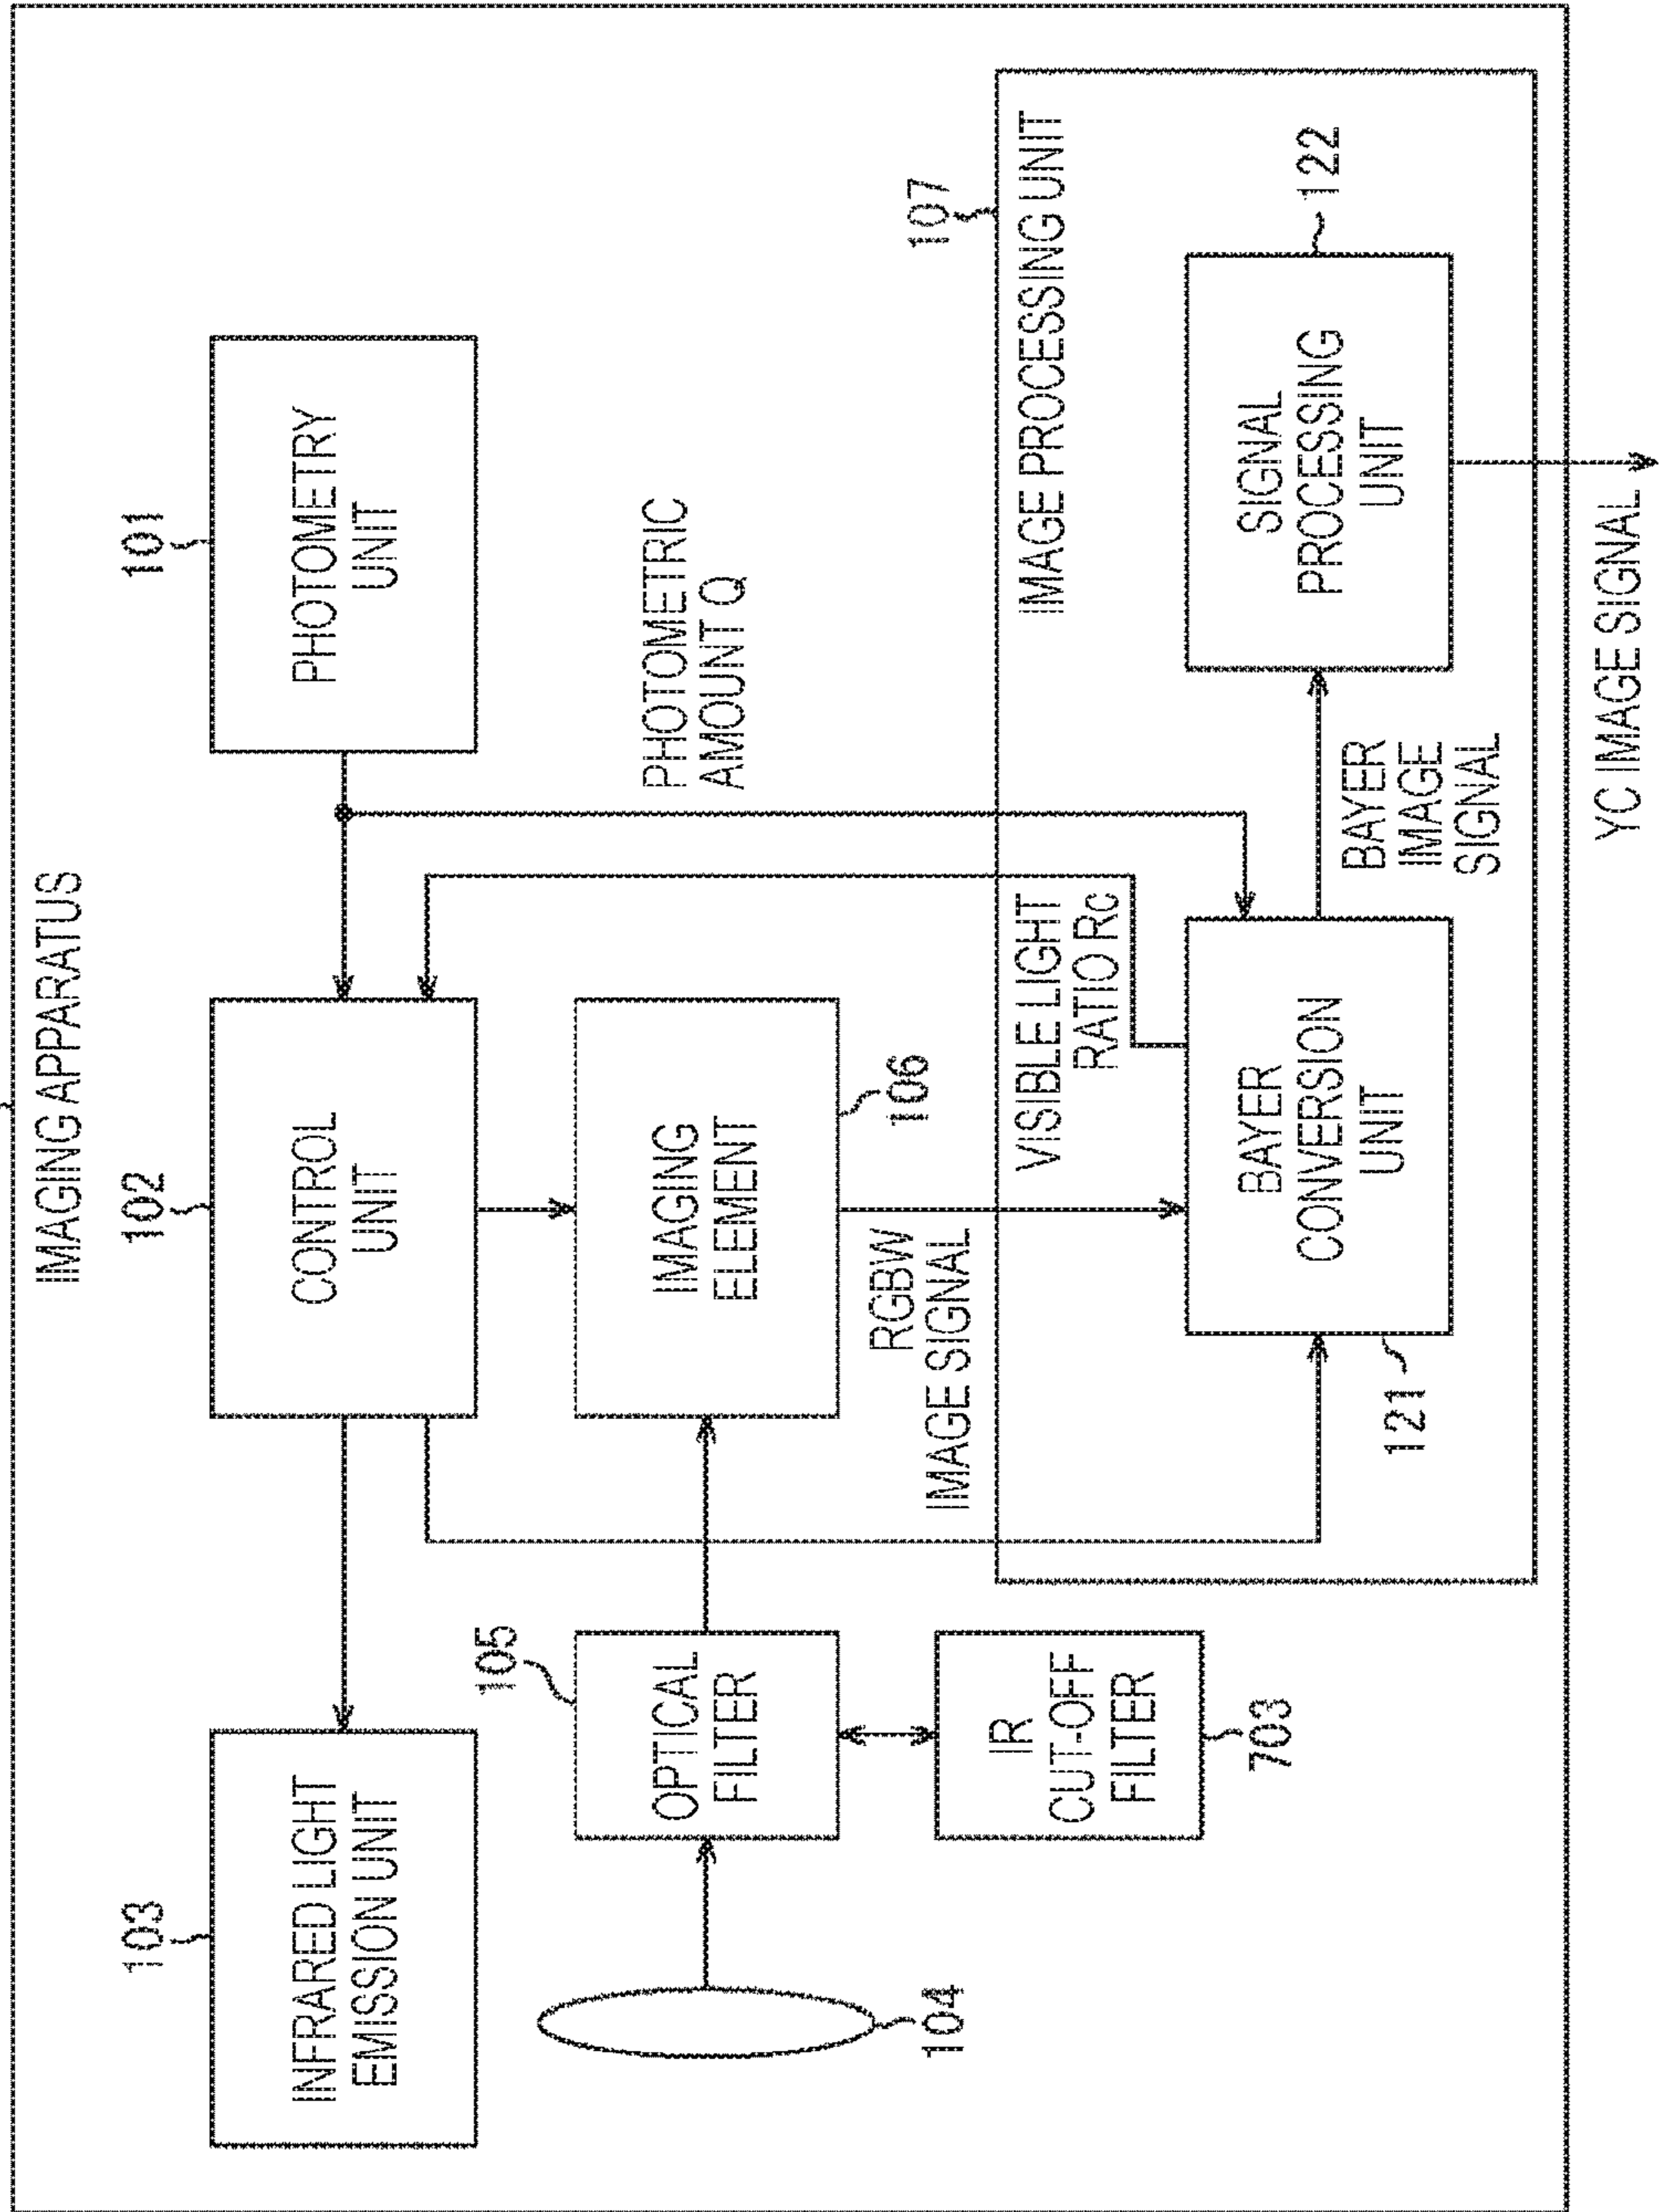 IMAGING APPARATUS
103
INFRARED LIGHT
EMISSION UNIT
102
CONTROL
UNIT
101
PHOTOMETRY
UNIT
104
105
OPTICAL
FILTER
IR
CUT-OFF
FILTER
703
IMAGING
ELEMENT
106
PHOTOMETRIC
AMOUNT Q
RGBW
IMAGE SIGNAL
107
IMAGE PROCESSING UNIT
VISIBLE LIGHT
RATIO Rc
BAYER
CONVERSION
UNIT
121
BAYER
IMAGE
SIGNAL
SIGNAL
PROCESSING
UNIT
122
YC IMAGE SIGNAL